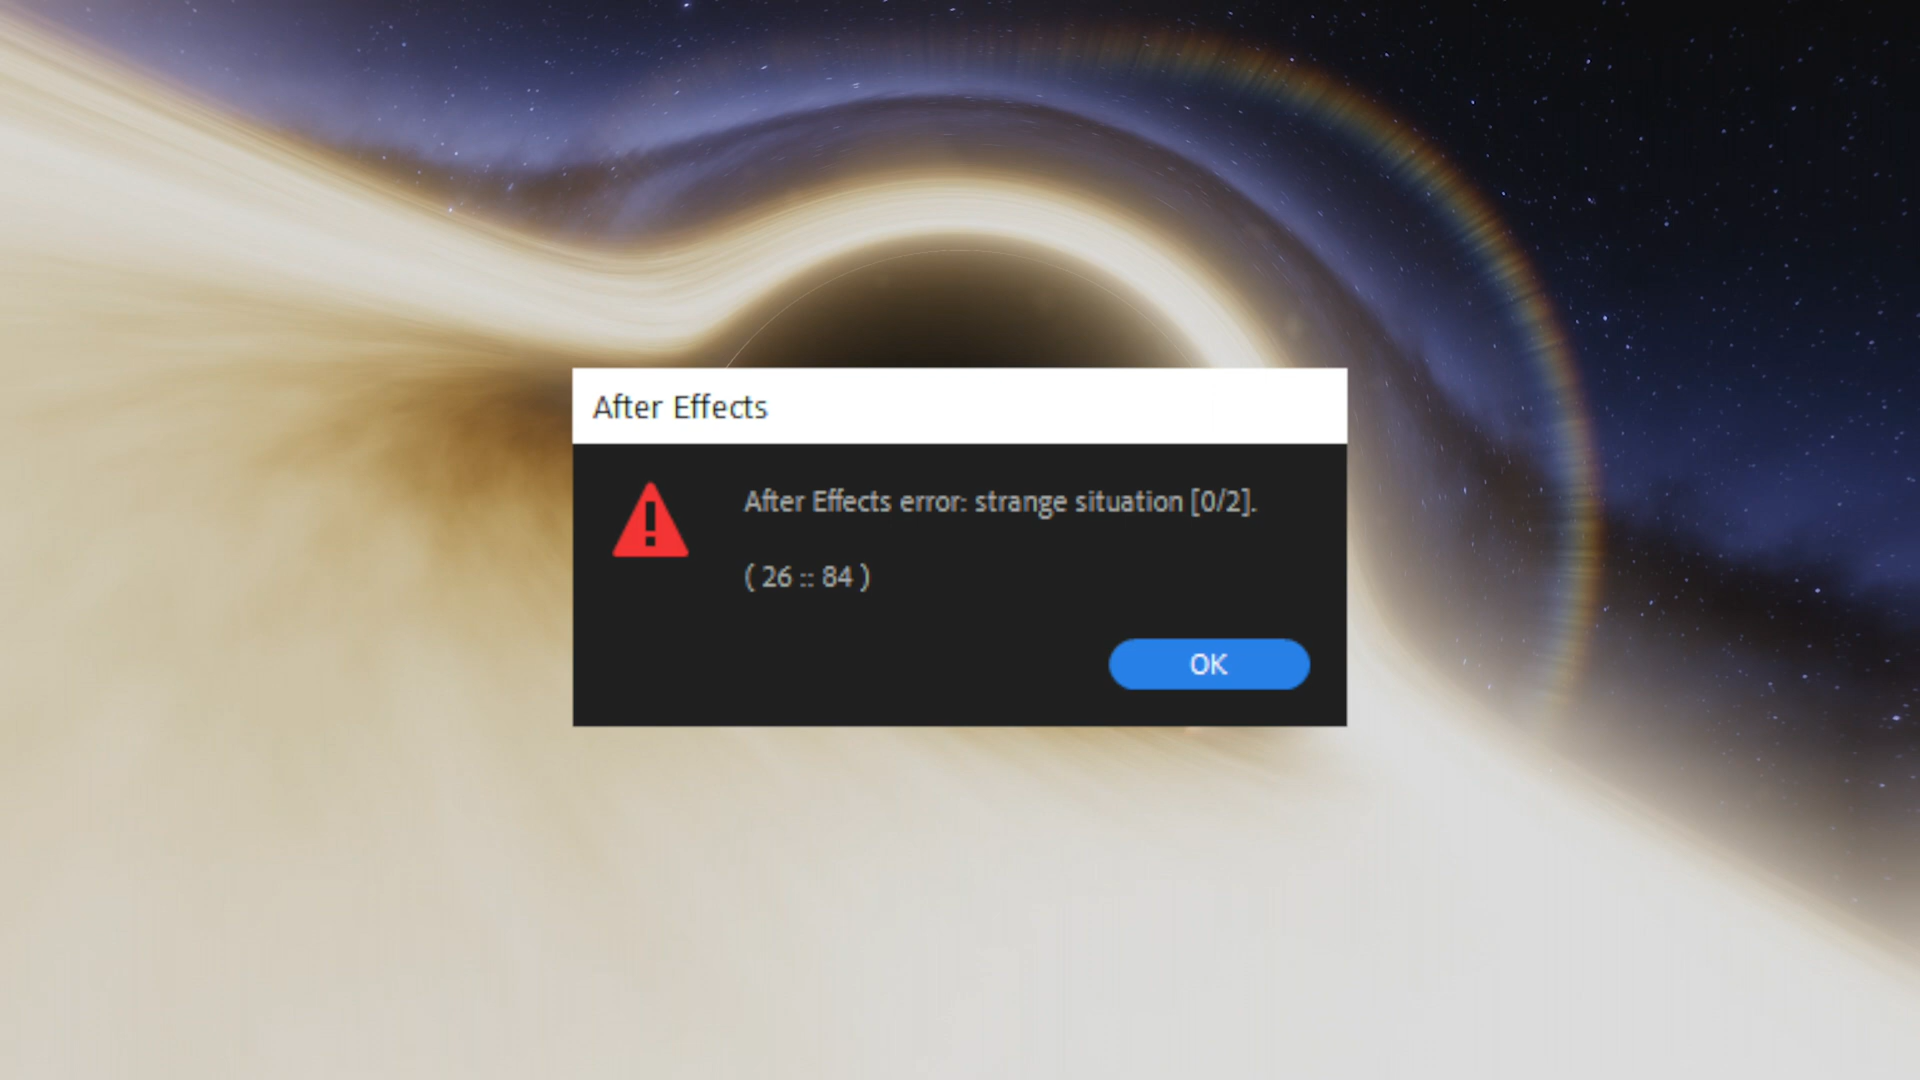 After Effects
After Effects error: strange situation [0/2].
( 26 :: 84 )
OK